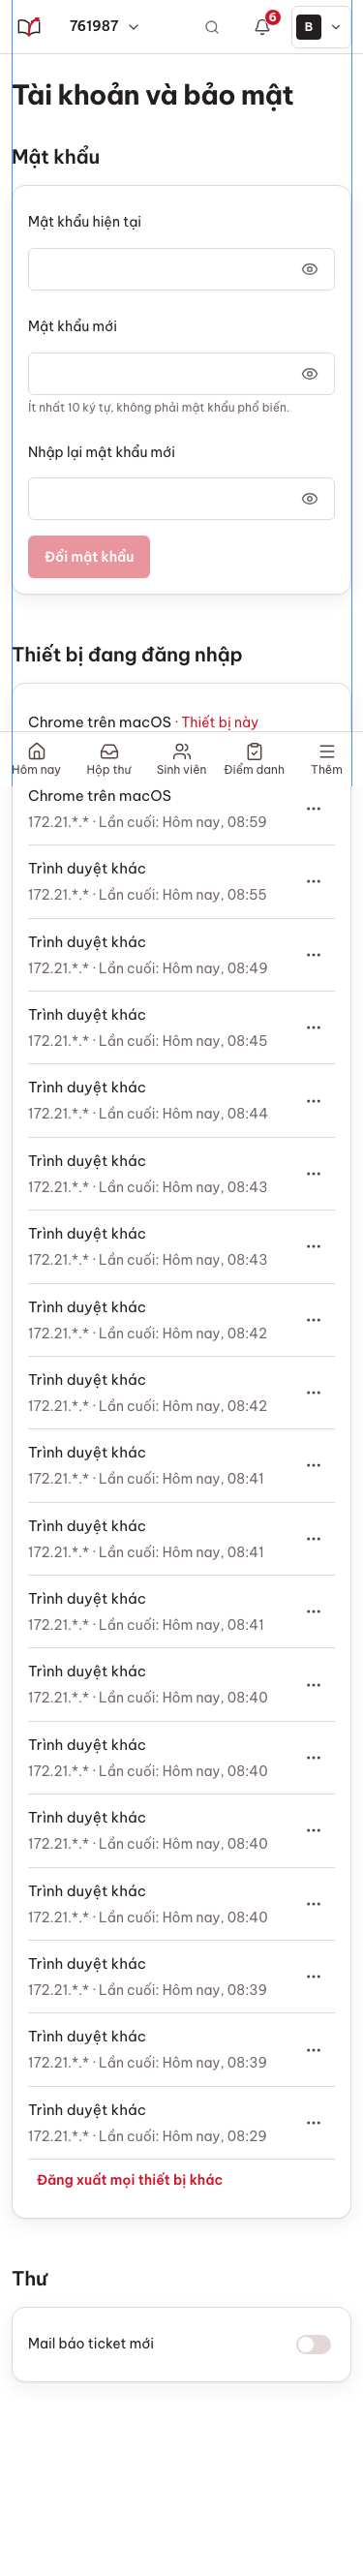 761987
6
B
Tài khoản và bảo mật
Mật khẩu
Mật khẩu hiện tại
Mật khẩu mới
Ít nhất 10 ký tự, không phải mật khẩu phổ biến.
Nhập lại mật khẩu mới
Đổi mật khẩu
Thiết bị đang đăng nhập
Chrome trên macOS · Thiết bị này
Hôm nay Hộp thư Sinh viên Điểm danh Thêm
Chrome trên macOS
172.21.*.* · Lần cuối: Hôm nay, 08:59
Trình duyệt khác
172.21.*.* · Lần cuối: Hôm nay, 08:55
Trình duyệt khác
172.21.*.* · Lần cuối: Hôm nay, 08:49
Trình duyệt khác
172.21.*.* · Lần cuối: Hôm nay, 08:45
Trình duyệt khác
172.21.*.* · Lần cuối: Hôm nay, 08:44
Trình duyệt khác
172.21.*.* · Lần cuối: Hôm nay, 08:43
Trình duyệt khác
172.21.*.* · Lần cuối: Hôm nay, 08:43
Trình duyệt khác
172.21.*.* · Lần cuối: Hôm nay, 08:42
Trình duyệt khác
172.21.*.* · Lần cuối: Hôm nay, 08:42
Trình duyệt khác
172.21.*.* · Lần cuối: Hôm nay, 08:41
Trình duyệt khác
172.21.*.* · Lần cuối: Hôm nay, 08:41
Trình duyệt khác
172.21.*.* · Lần cuối: Hôm nay, 08:41
Trình duyệt khác
172.21.*.* · Lần cuối: Hôm nay, 08:40
Trình duyệt khác
172.21.*.* · Lần cuối: Hôm nay, 08:40
Trình duyệt khác
172.21.*.* · Lần cuối: Hôm nay, 08:40
Trình duyệt khác
172.21.*.* · Lần cuối: Hôm nay, 08:40
Trình duyệt khác
172.21.*.* · Lần cuối: Hôm nay, 08:39
Trình duyệt khác
172.21.*.* · Lần cuối: Hôm nay, 08:39
Trình duyệt khác
172.21.*.* · Lần cuối: Hôm nay, 08:29
Đăng xuất mọi thiết bị khác
Thư
Mail báo ticket mới